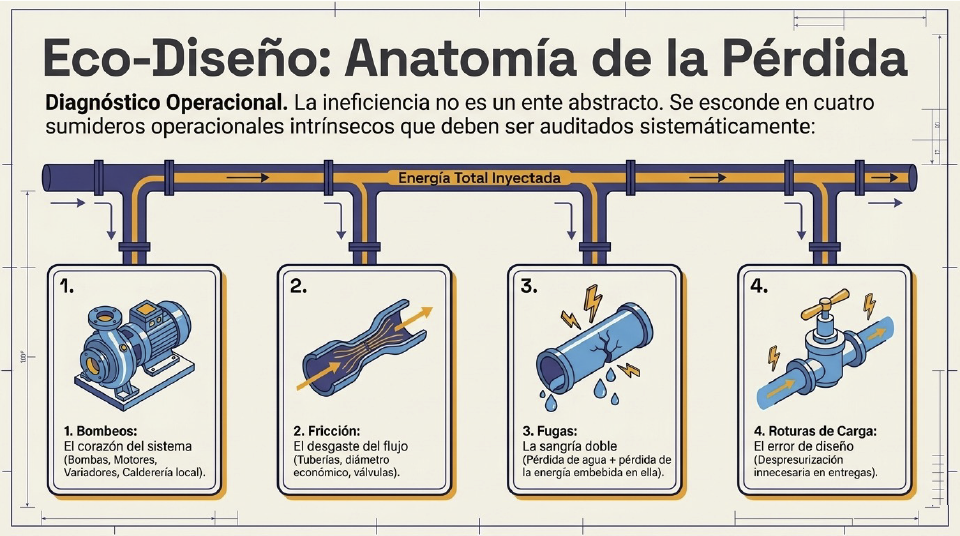 Eco-Diseño: Anatomía de la Pérdida
Diagnóstico Operacional. La ineficiencia no es un ente abstracto. Se esconde en cuatro
sumideros operacionales intrínsecos que deben ser auditados sistemáticamente:
Energía Total Inyectada
1.
1. Bombeos:
El corazón del sistema
(Bombas, Motores,
Variadores, Calderería local).
2.
2. Fricción:
El desgaste del flujo
(Tuberías, diámetro
económico, válvulas).
3.
3. Fugas:
La sangría doble
(Pérdida de agua + pérdida de
la energía embebida en ella).
4.
4. Roturas de Carga:
El error de diseño
(Despresurización
innecesaria en entregas).